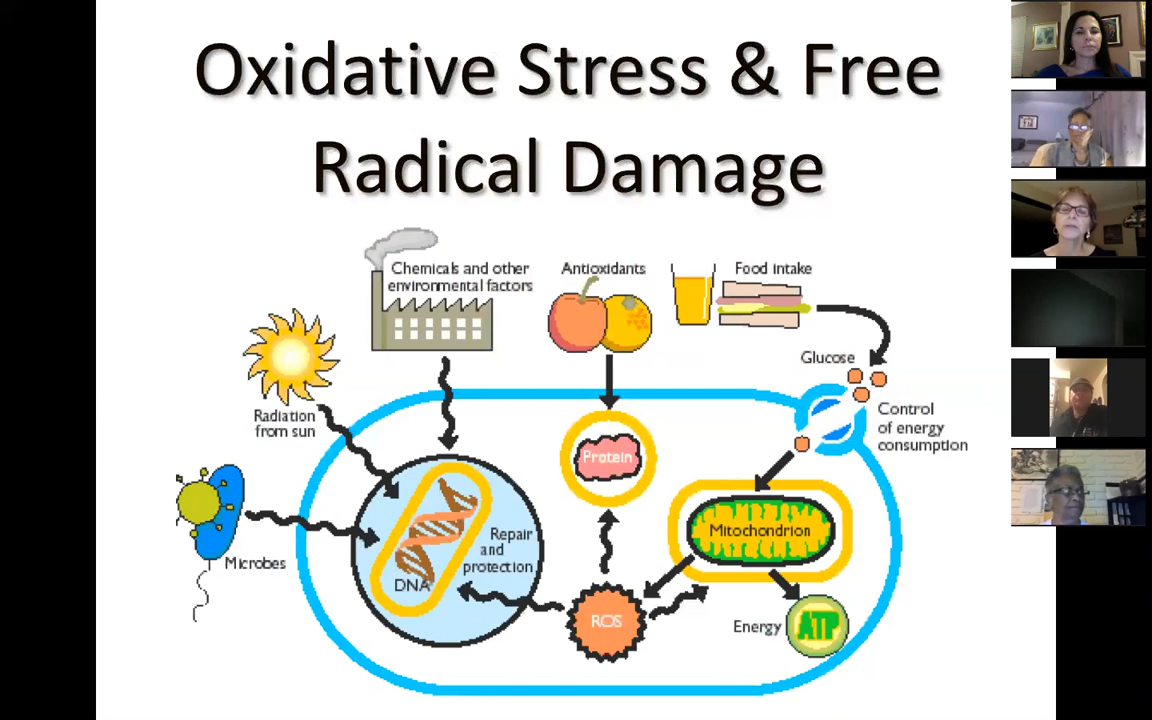 Oxidative Stress & Free
Radical Damage
Chemicals and other
environmental factors
Antioxidants
Food intake
Glucose
Radiation
from sun
Control
of energy
consumption
Protein
Mitochondrion
Repair
and
protection
Microbes
DNA
ROS
Energy
ATP